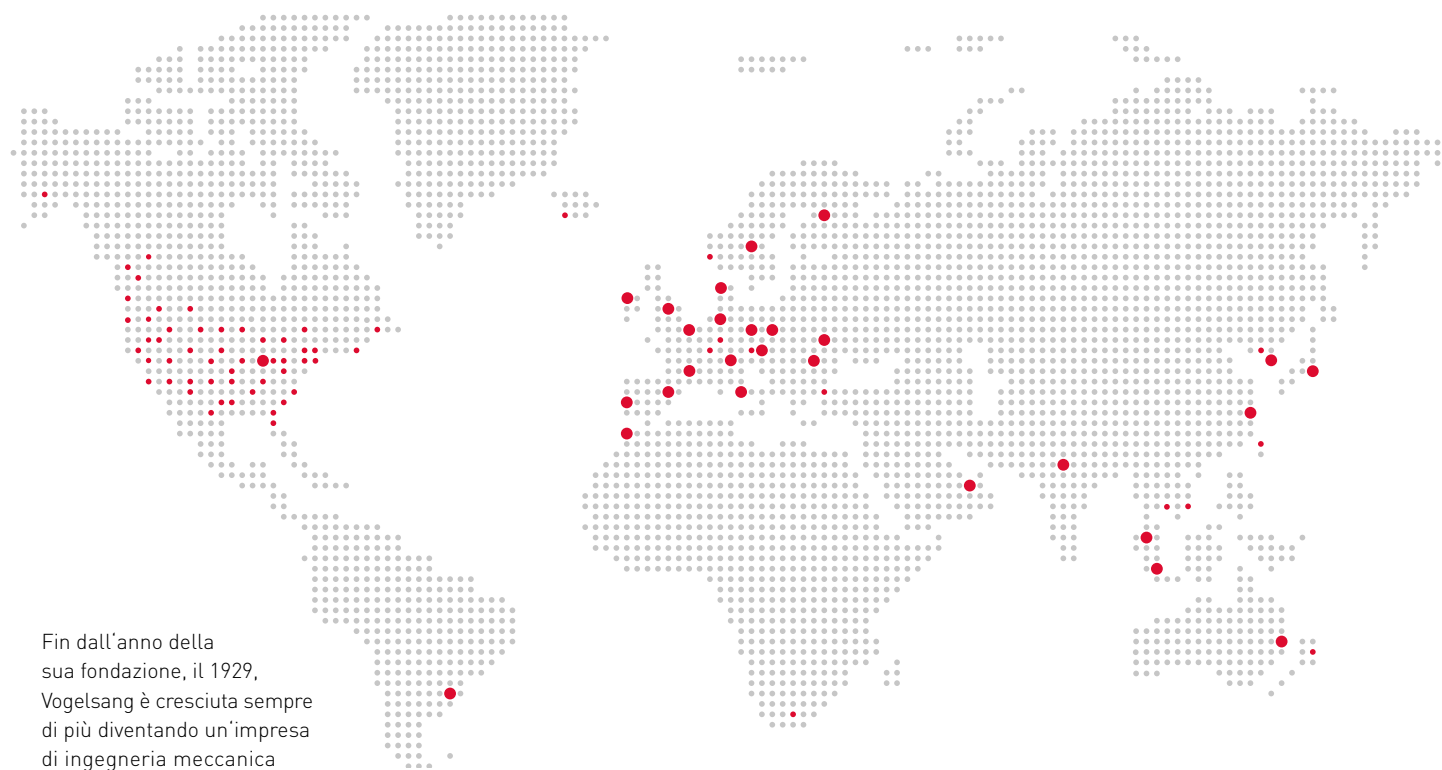 Fin dall‘anno della
sua fondazione, il 1929,
Vogelsang è cresciuta sempre
di più diventando un‘impresa
di ingegneria meccanica